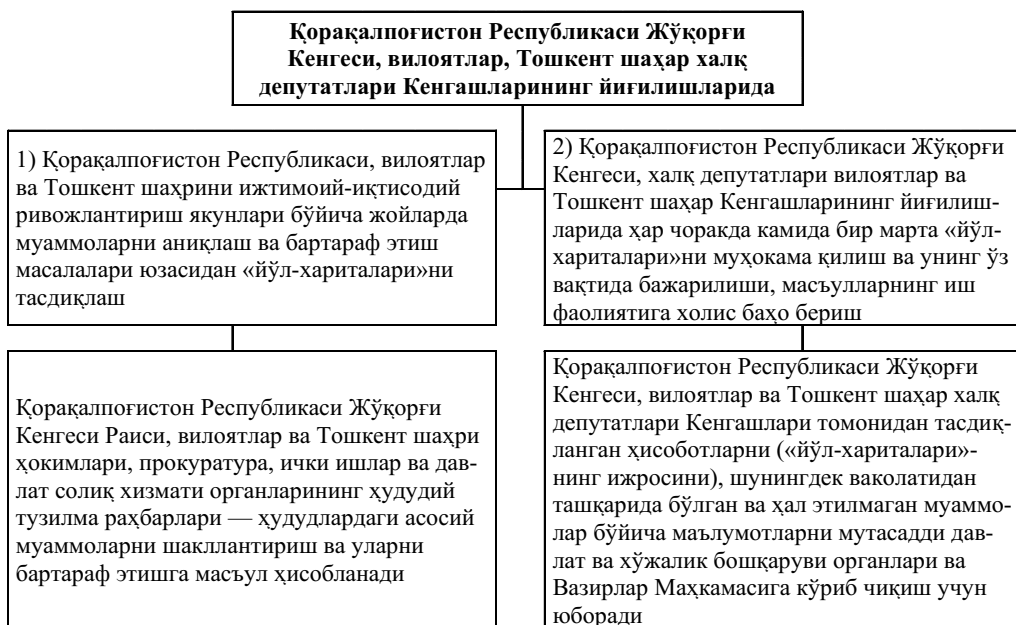 Қорақалпоғистон Республикаси Жўқорғи
Кенгеси, вилоятлар, Тошкент шаҳар халқ
депутатлари Кенгашларининг йиғилишларида
1) Қорақалпоғистон Республикаси, вилоятлар
ва Тошкент шаҳрини ижтимоий-иқтисодий
ривожлантириш якунлари бўйича жойларда
муаммоларни аниқлаш ва бартараф этиш
масалалари юзасидан «йўл-хариталари»ни
тасдиқлаш
2) Қорақалпоғистон Республикаси Жўқорғи
Кенгеси, халқ депутатлари вилоятлар ва
Тошкент шаҳар Кенгашларининг йиғилиш-
ларида ҳар чоракда камида бир марта «йўл-
хариталари»ни муҳокама қилиш ва унинг ўз
вақтида бажарилиши, масъулларнинг иш
фаолиятига холис баҳо бериш
Қорақалпоғистон Республикаси Жўқорғи
Кенгеси Раиси, вилоятлар ва Тошкент шаҳри
ҳокимлари, прокуратура, ички ишлар ва дав-
лат солиқ хизмати органларининг ҳудудий
тузилма раҳбарлари — ҳудудлардаги асосий
муаммоларни шакллантириш ва уларни
бартараф этишга масъул ҳисобланади
Қорақалпоғистон Республикаси Жўқорғи
Кенгеси, вилоятлар ва Тошкент шаҳар халқ
депутатлари Кенгашлари томонидан тасдиқ-
ланган ҳисоботларни («йўл-хариталари»-
нинг ижросини), шунингдек ваколатидан
ташқарида бўлган ва ҳал этилмаган муаммо-
лар бўйича маълумотларни мутасадди дав-
лат ва хўжалик бошқаруви органлари ва
Вазирлар Маҳкамасига кўриб чиқиш учун
юборади